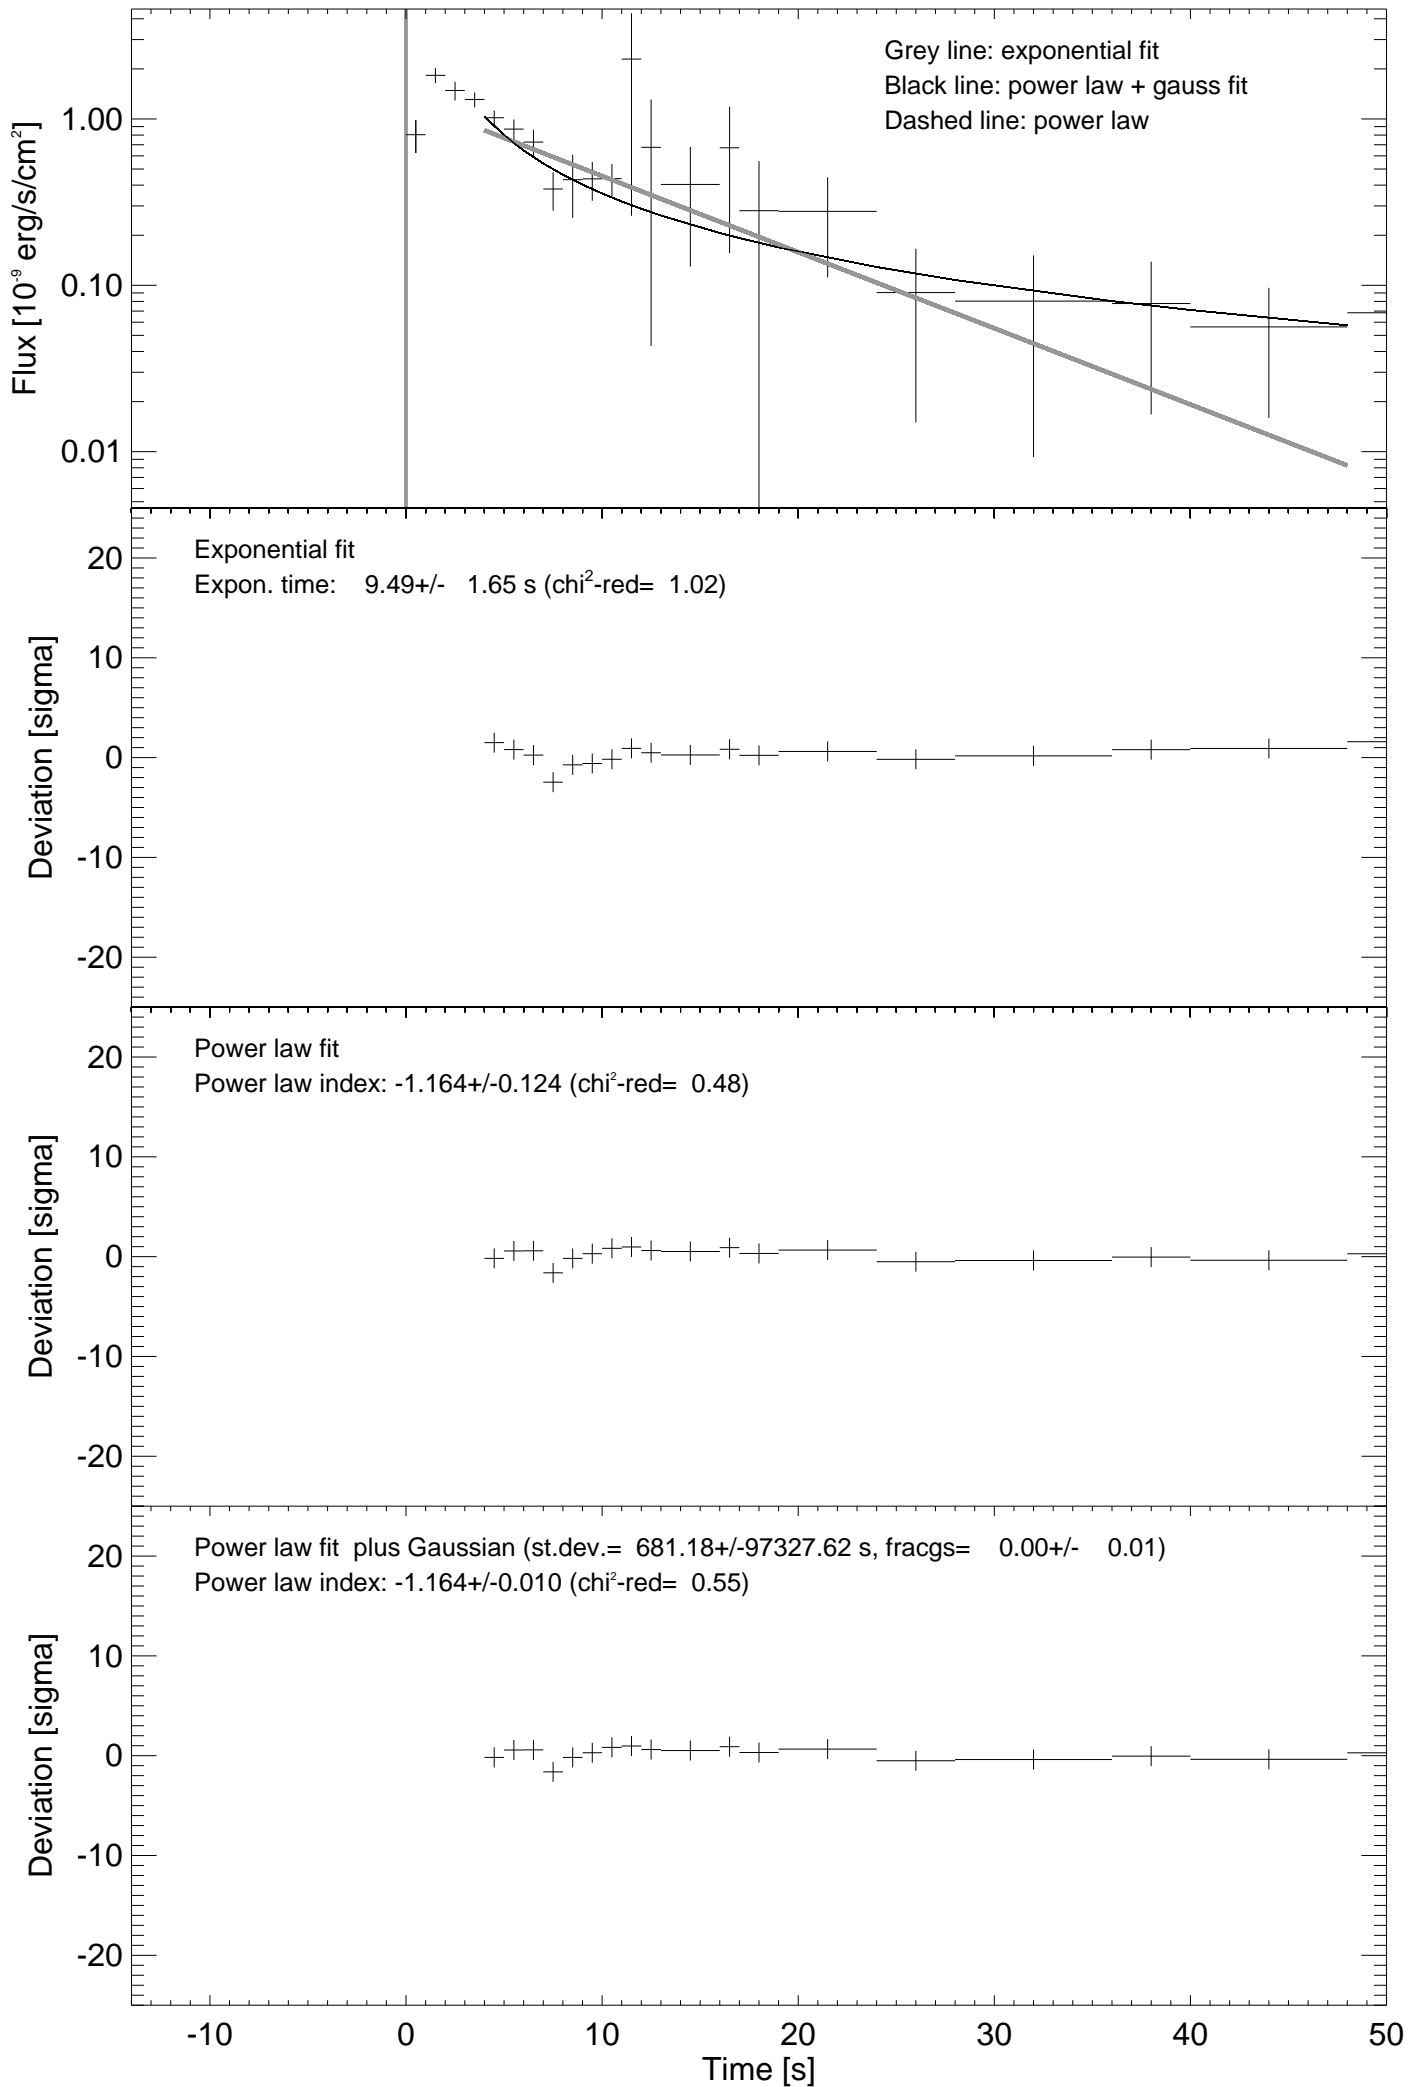 Grey line: exponential fit
Black line: power law + gauss fit
Dashed line: power law
1.00
0.10
0.01
Flux [10⁻⁹ erg/s/cm²]
Exponential fit
Expon. time: 9.49+/- 1.65 s (chi²-red= 1.02)
20
10
0
-10
-20
Deviation [sigma]
Power law fit
Power law index: -1.164+/-0.124 (chi²-red= 0.48)
20
10
0
-10
-20
Deviation [sigma]
Power law fit plus Gaussian (st.dev.= 681.18+/-97327.62 s, fracgs= 0.00+/- 0.01)
Power law index: -1.164+/-0.010 (chi²-red= 0.55)
20
10
0
-10
-20
Deviation [sigma]
-10 0 10 20 30 40 50
Time [s]